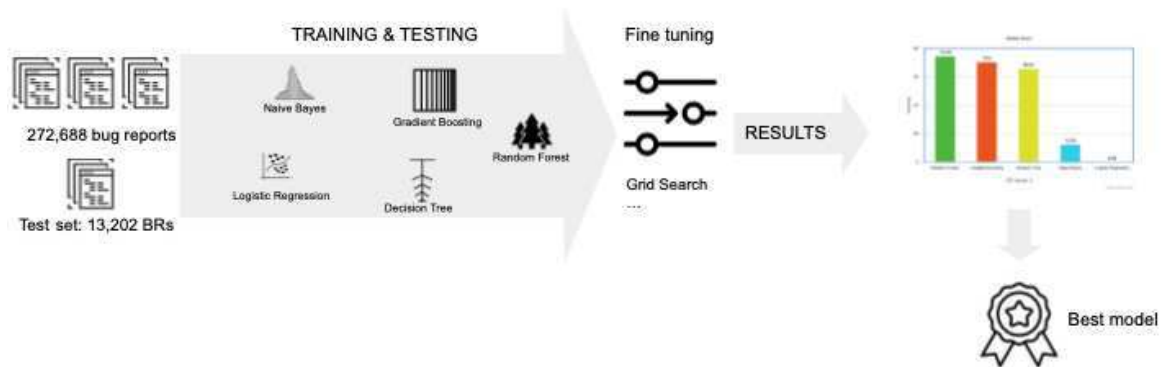 TRAINING & TESTING
Fine tuning
272,688 bug reports
Test set: 13,202 BRs
Naive Bayes
Gradient Boosting
Random Forest
Logistic Regression
Decision Tree
Grid Search
...
RESULTS
Best model